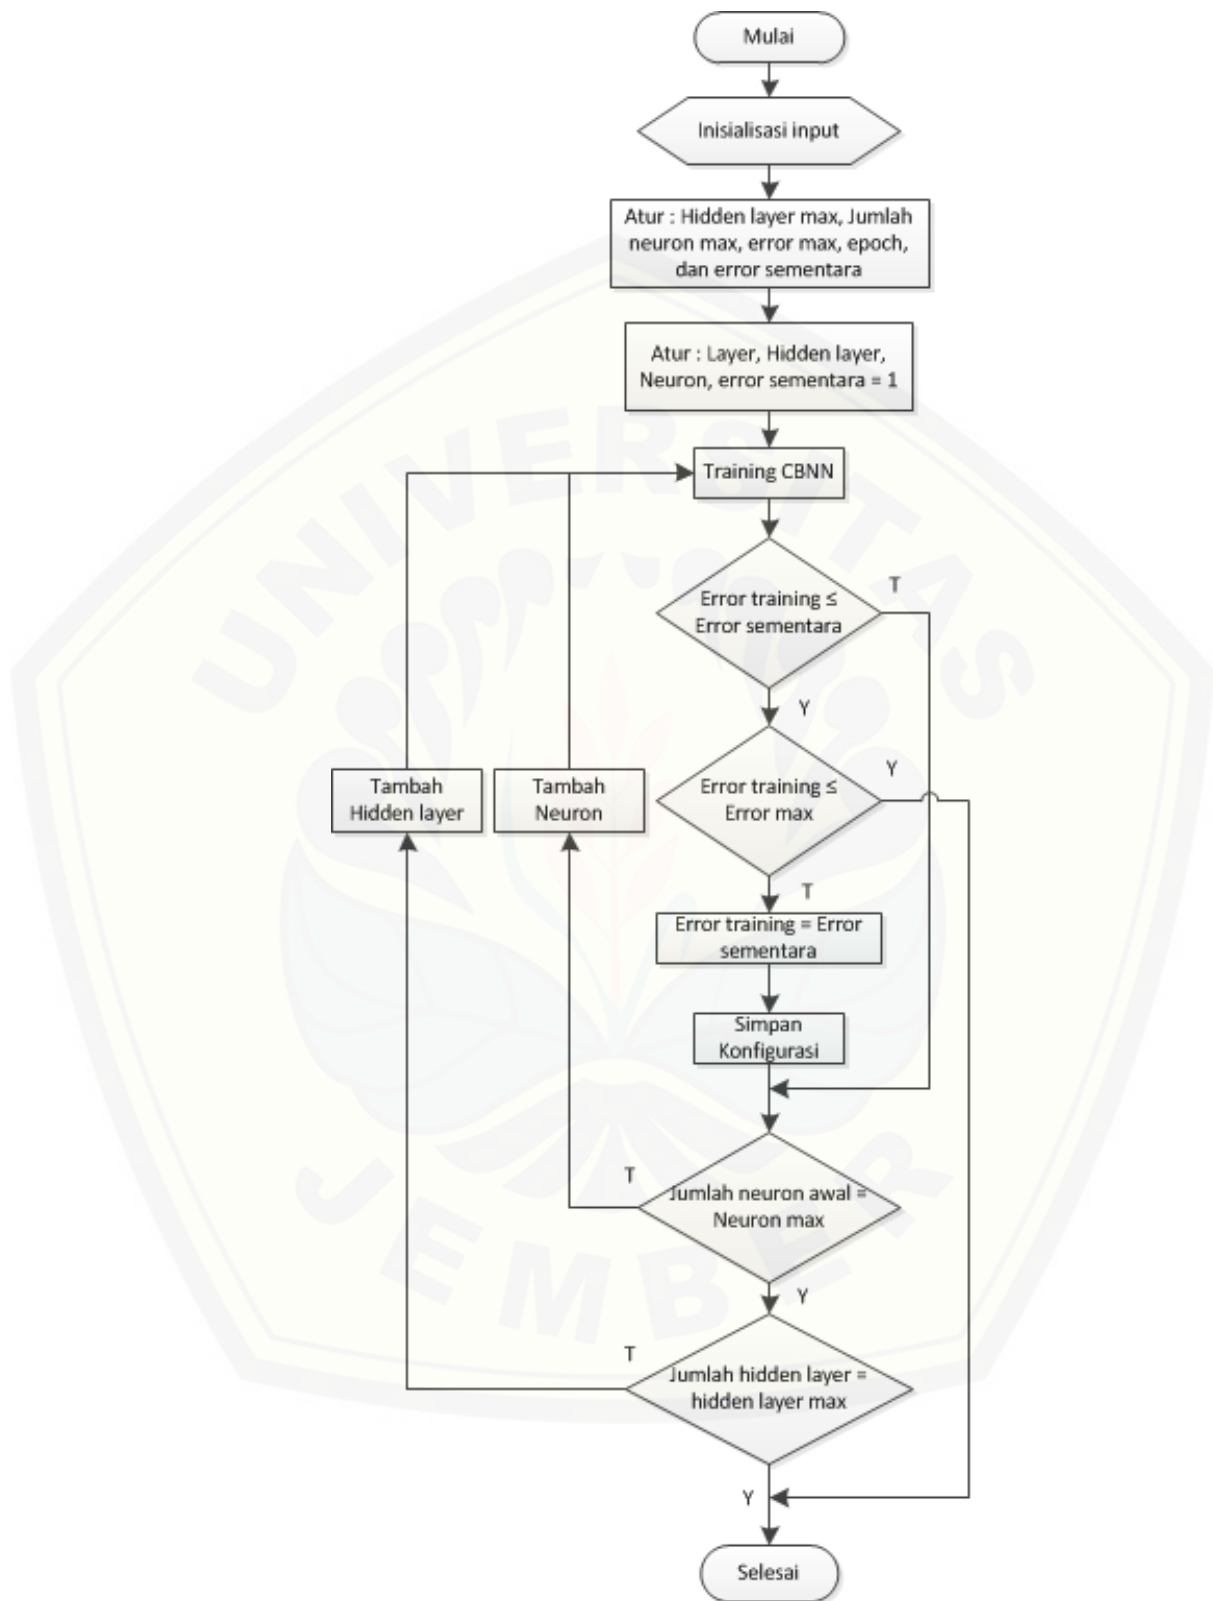 Mulai
Inisialisasi input
Atur : Hidden layer max, Jumlah
neuron max, error max, epoch,
dan error sementara
Atur : Layer, Hidden layer,
Neuron, error sementara = 1
Training CBNN
Error training ≤
Error sementara
T
Y
Error training ≤
Error max
Y
T
Tambah
Hidden layer
Tambah
Neuron
Error training = Error
sementara
Simpan
Konfigurasi
Jumlah neuron awal =
Neuron max
T
Y
Jumlah hidden layer =
hidden layer max
T
Y
Selesai
UNIVERSITAS
JEMBER